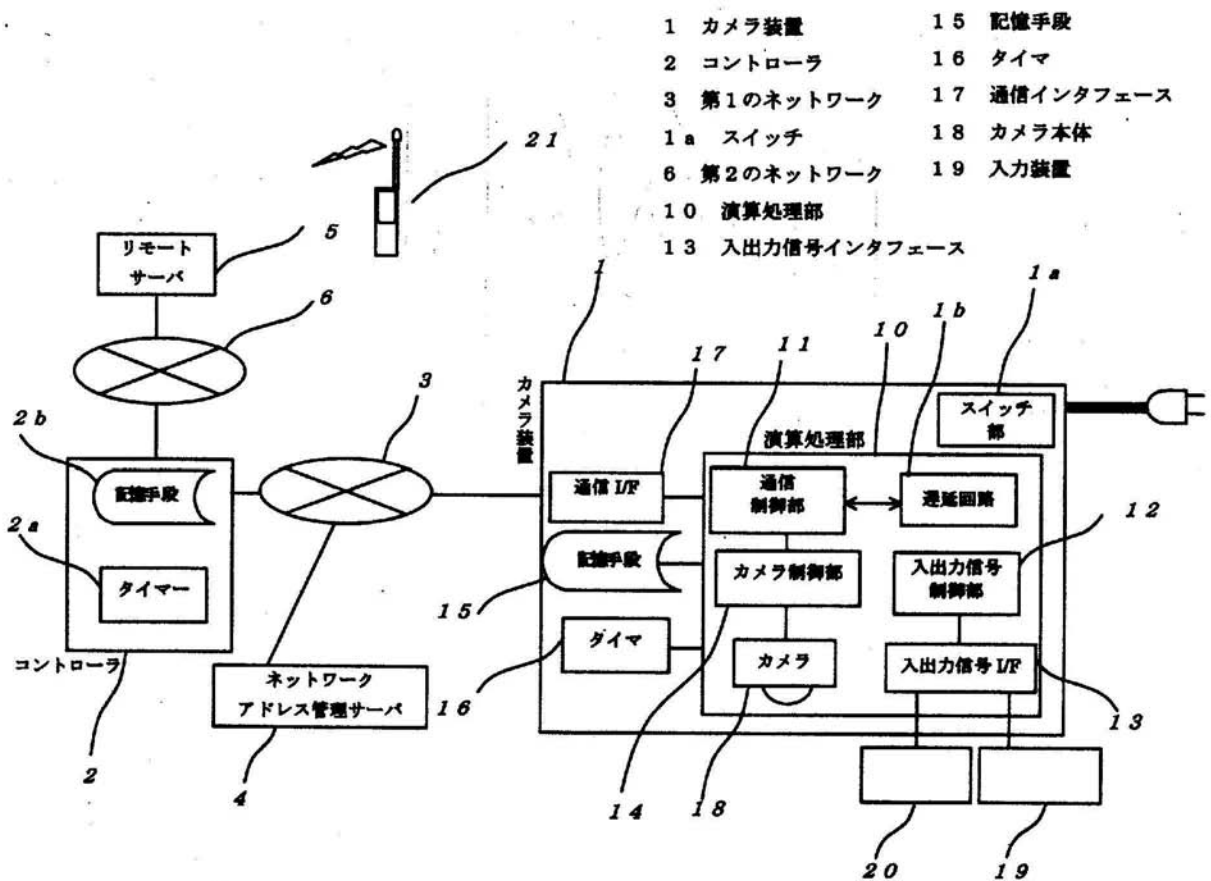 1 カメラ装置
2 コントローラ
3 第1のネットワーク
1a スイッチ
6 第2のネットワーク
10 演算処理部
13 入出力信号インタフェース
15 記憶手段
16 タイマ
17 通信インタフェース
18 カメラ本体
19 入力装置
21
リモート
サーバ
5
6
2b
記憶手段
2a
タイマー
コントローラ
2
3
ネットワーク
アドレス管理サーバ
4
1
カメラ装置
17
11
1b
10
1a
スイッチ
部
演算処理部
通信 I/F
通信
制御部
遅延回路
12
記憶手段
15
カメラ制御部
入出力信号
制御部
タイマ
16
カメラ
入出力信号 I/F
14
18
13
20
19